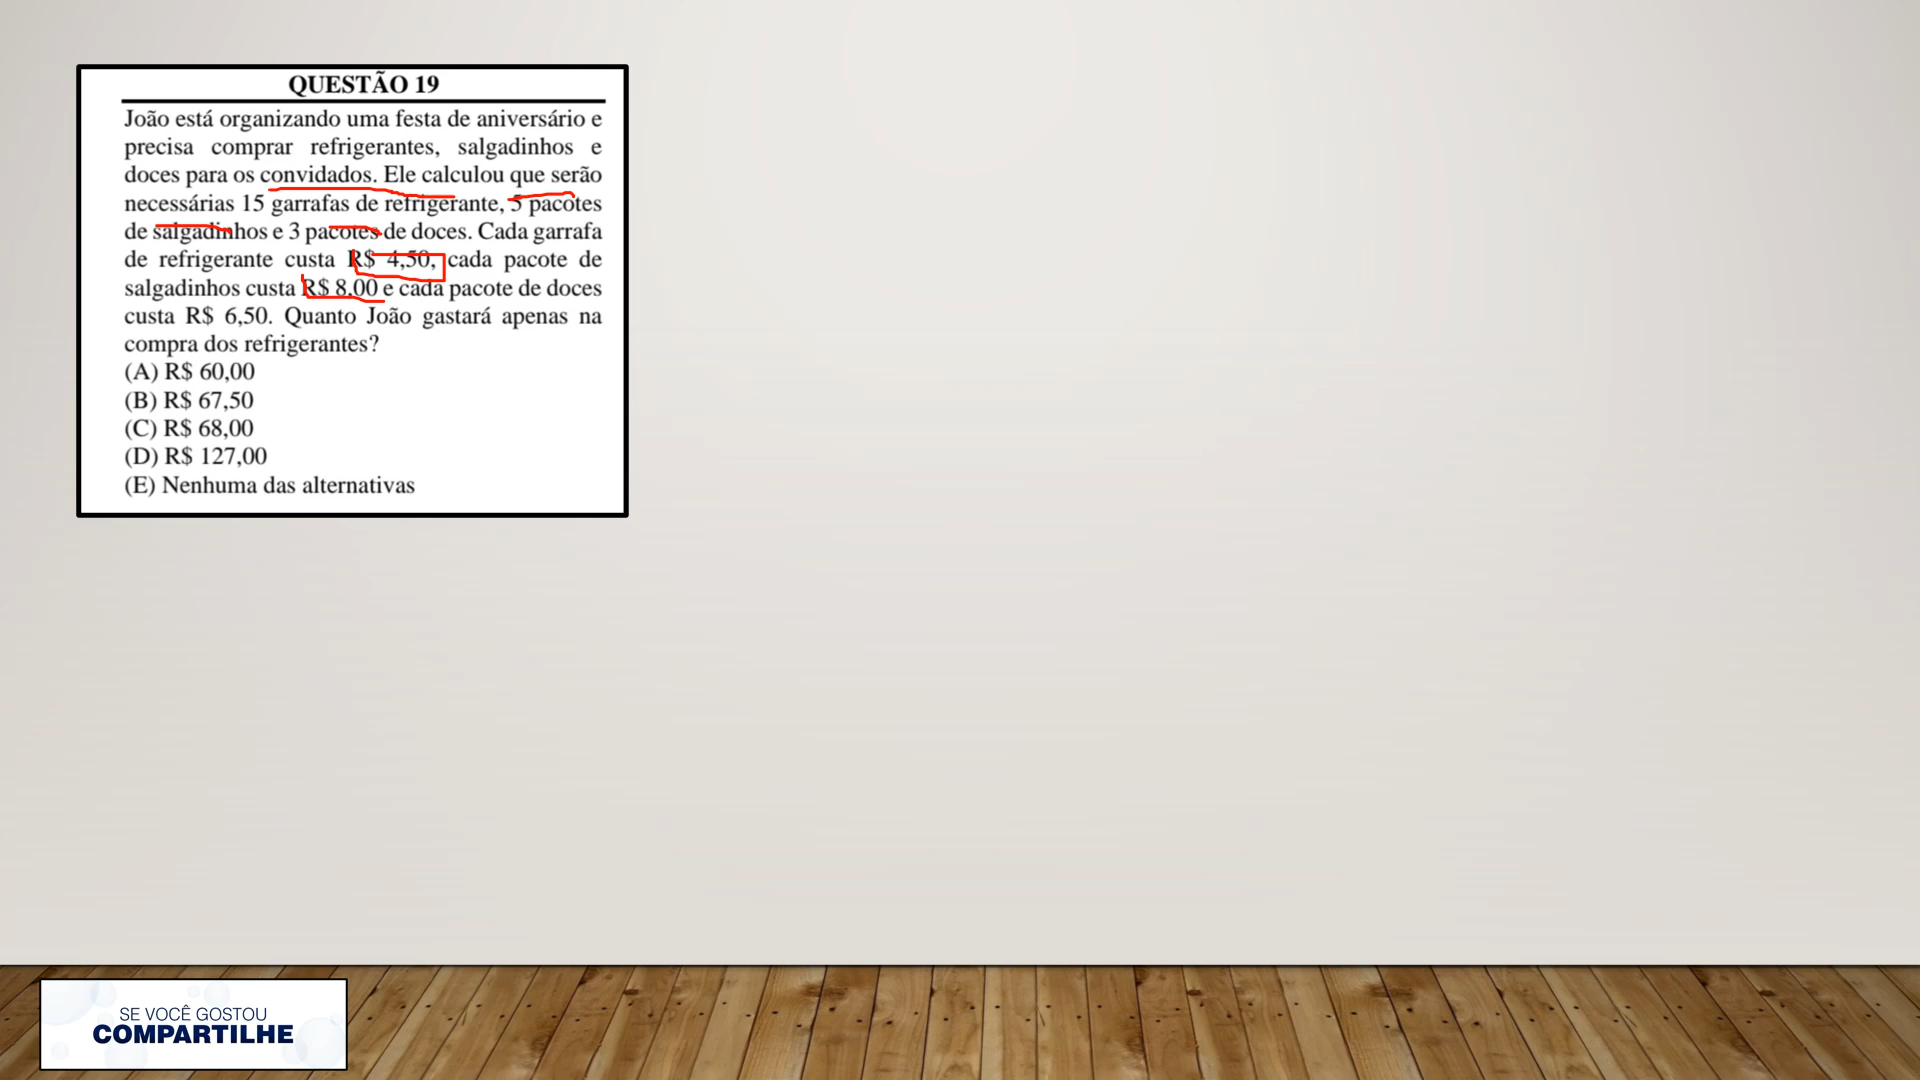 QUESTÃO 19
João está organizando uma festa de aniversário e
precisa comprar refrigerantes, salgadinhos e
doces para os convidados. Ele calculou que serão
necessárias 15 garrafas de refrigerante, 5 pacotes
de salgadinhos e 3 pacotes de doces. Cada garrafa
de refrigerante custa R$ 4,50, cada pacote de
salgadinhos custa R$ 8,00 e cada pacote de doces
custa R$ 6,50. Quanto João gastará apenas na
compra dos refrigerantes?
(A) R$ 60,00
(B) R$ 67,50
(C) R$ 68,00
(D) R$ 127,00
(E) Nenhuma das alternativas
SE VOCÊ GOSTOU
COMPARTILHE